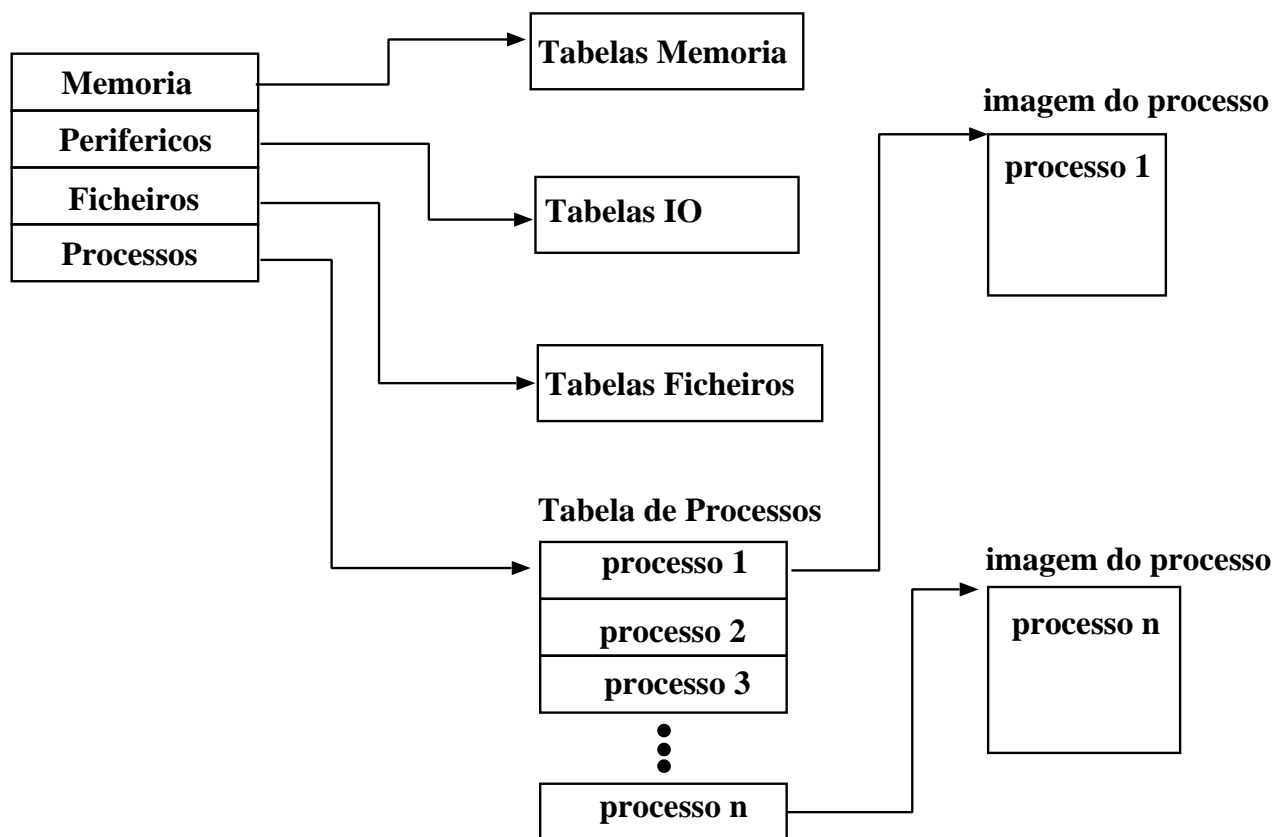 Memoria
Perifericos
Ficheiros
Processos
Tabelas Memoria
Tabelas IO
Tabelas Ficheiros
Tabela de Processos
processo 1
processo 2
processo 3
processo n
imagem do processo
processo 1
imagem do processo
processo n